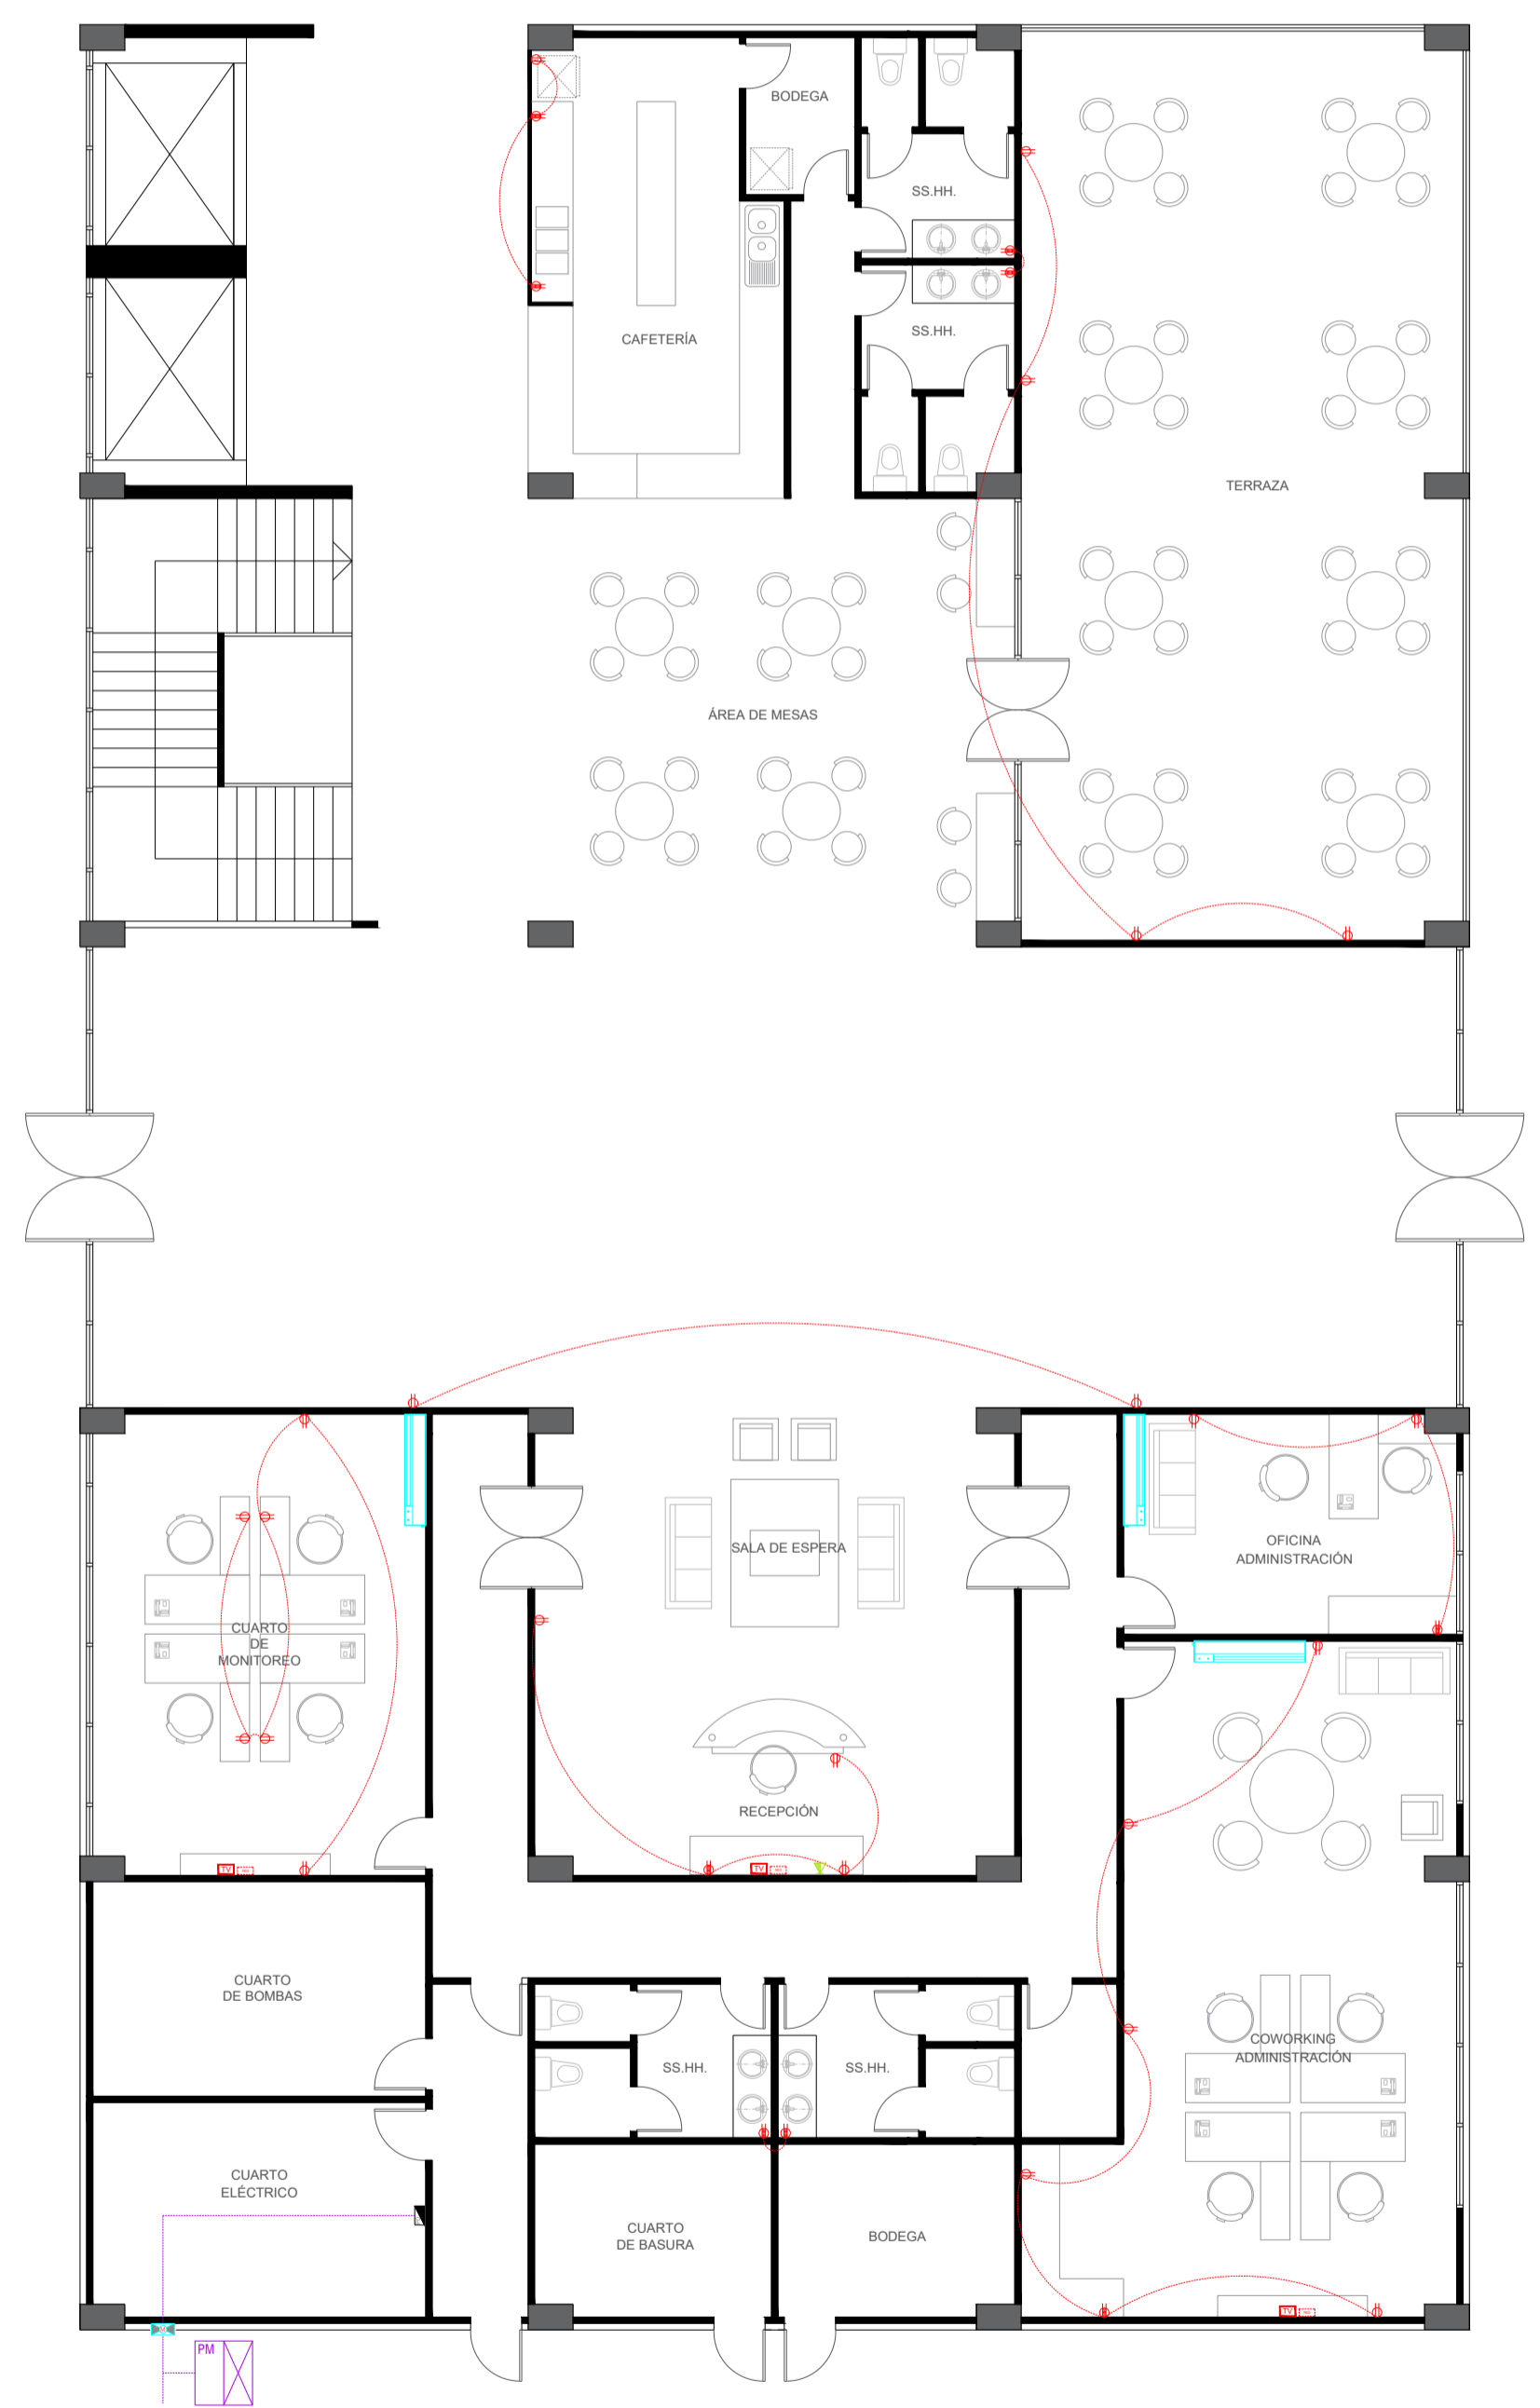 BODEGA
SS.HH.
SS.HH.
CAFETERÍA
TERRAZA
ÁREA DE MESAS
SALA DE ESPERA
OFICINA
ADMINISTRACIÓN
CUARTO
DE
MONITOREO
RECEPCIÓN
TV
TV
CUARTO
DE BOMBAS
SS.HH.
SS.HH.
COWORKING
ADMINISTRACIÓN
CUARTO
ELÉCTRICO
CUARTO
DE BASURA
BODEGA
TV
M
PM